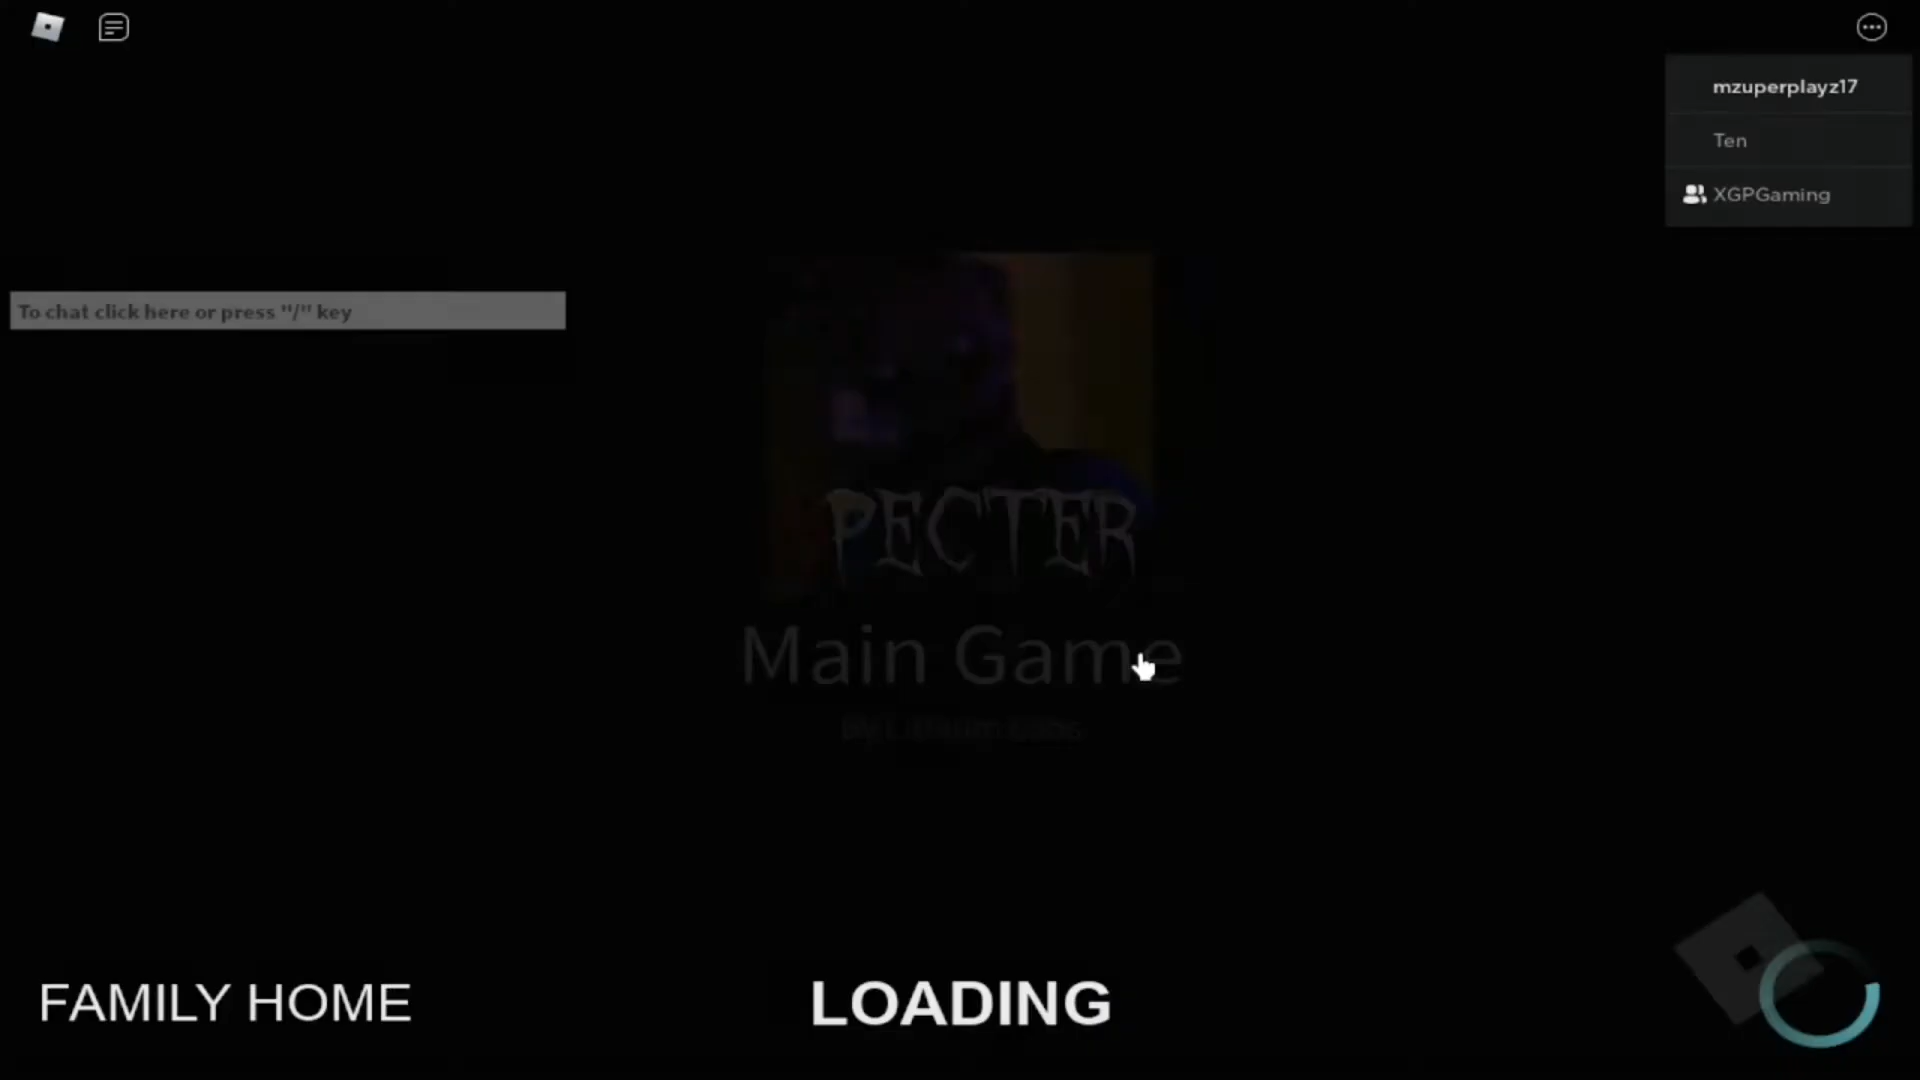 mzuperplayz17
Ten
XGPGaming
To chat click here or press "/" key
PECTER
Main Game
FAMILY HOME
LOADING